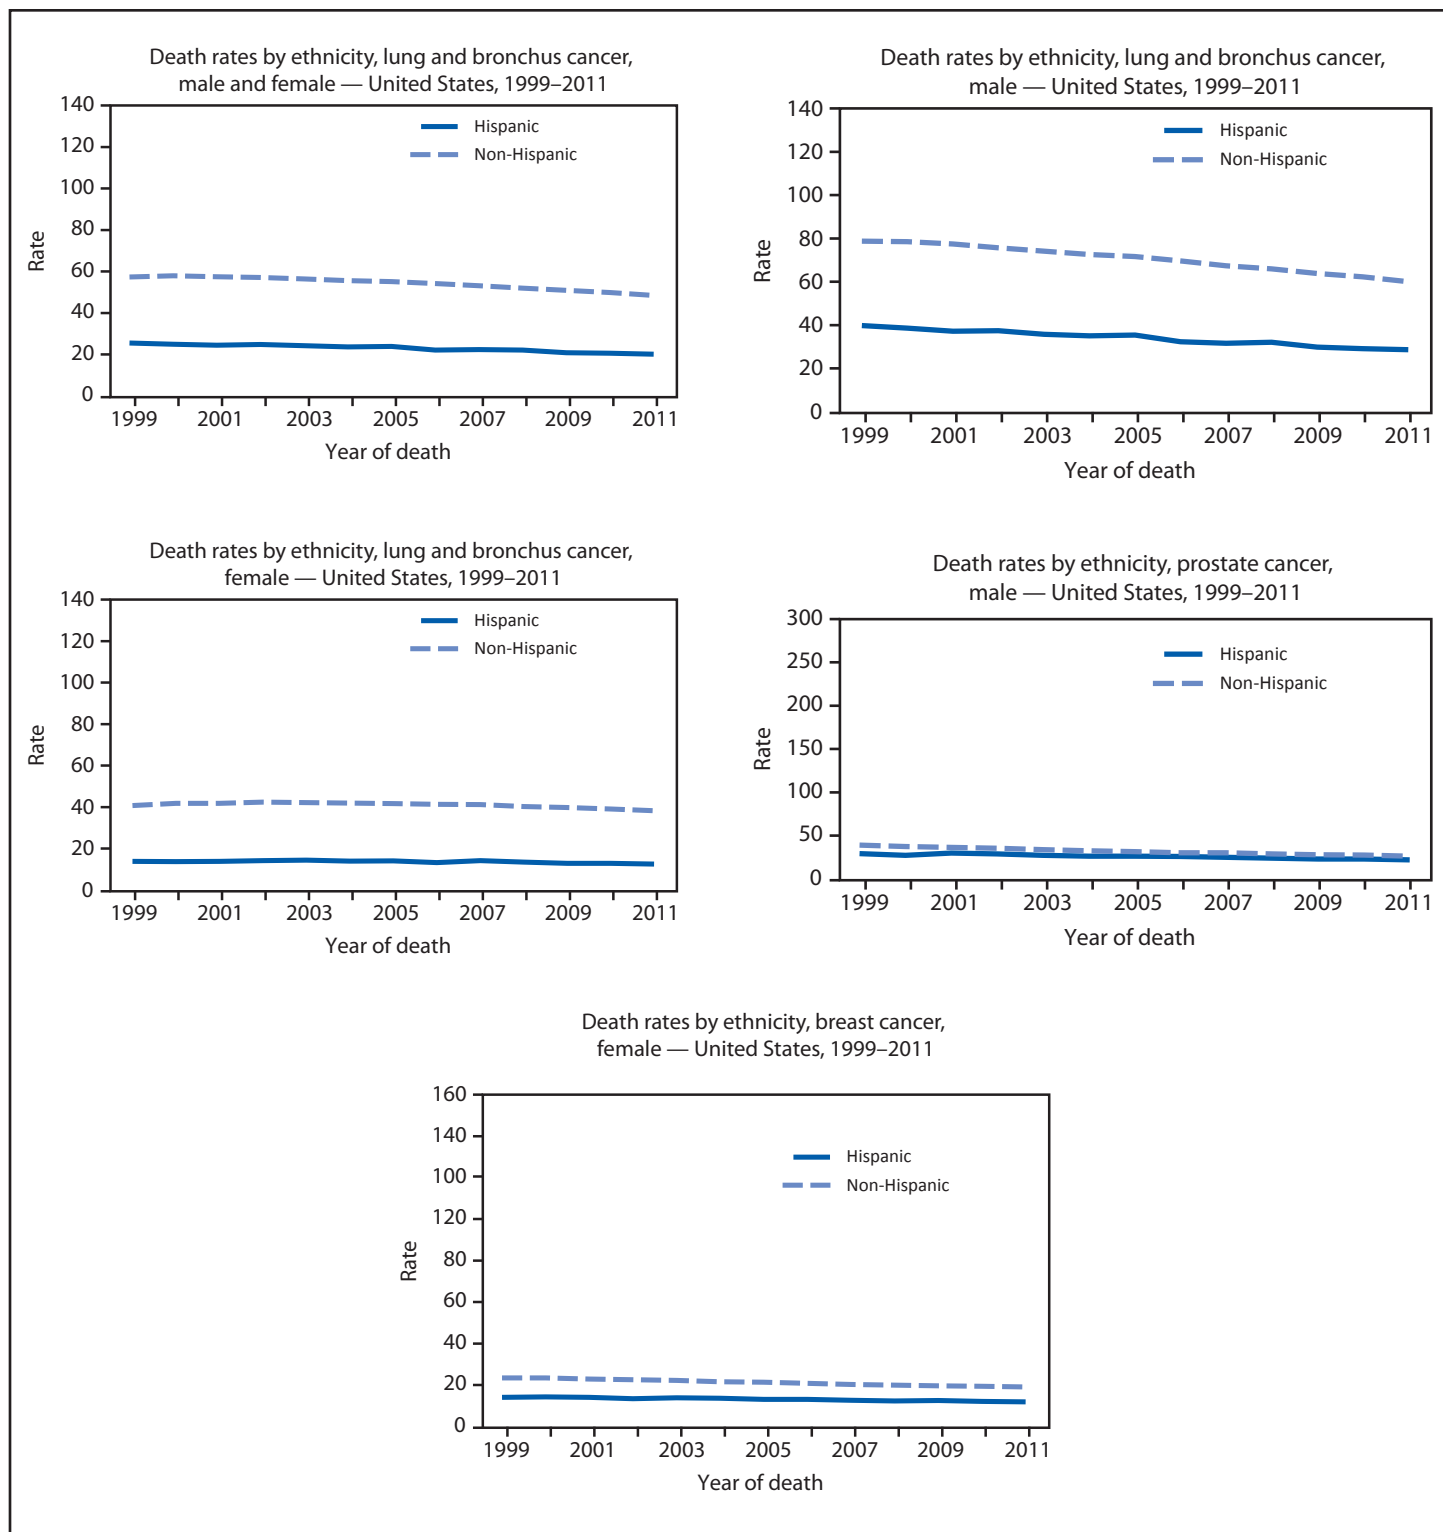 Death rates by ethnicity, lung and bronchus cancer,
male and female — United States, 1999–2011
140
120
100
80
60
40
20
0
Rate
Hispanic
Non-Hispanic
1999 2001 2003 2005 2007 2009 2011
Year of death
Death rates by ethnicity, lung and bronchus cancer,
male — United States, 1999–2011
140
120
100
80
60
40
20
0
Rate
Hispanic
Non-Hispanic
1999 2001 2003 2005 2007 2009 2011
Year of death
Death rates by ethnicity, lung and bronchus cancer,
female — United States, 1999–2011
140
120
100
80
60
40
20
0
Rate
Hispanic
Non-Hispanic
1999 2001 2003 2005 2007 2009 2011
Year of death
Death rates by ethnicity, prostate cancer,
male — United States, 1999–2011
300
250
200
150
100
50
0
Rate
Hispanic
Non-Hispanic
1999 2001 2003 2005 2007 2009 2011
Year of death
Death rates by ethnicity, breast cancer,
female — United States, 1999–2011
160
140
100
120
80
60
40
20
0
Rate
Hispanic
Non-Hispanic
1999 2001 2003 2005 2007 2009 2011
Year of death